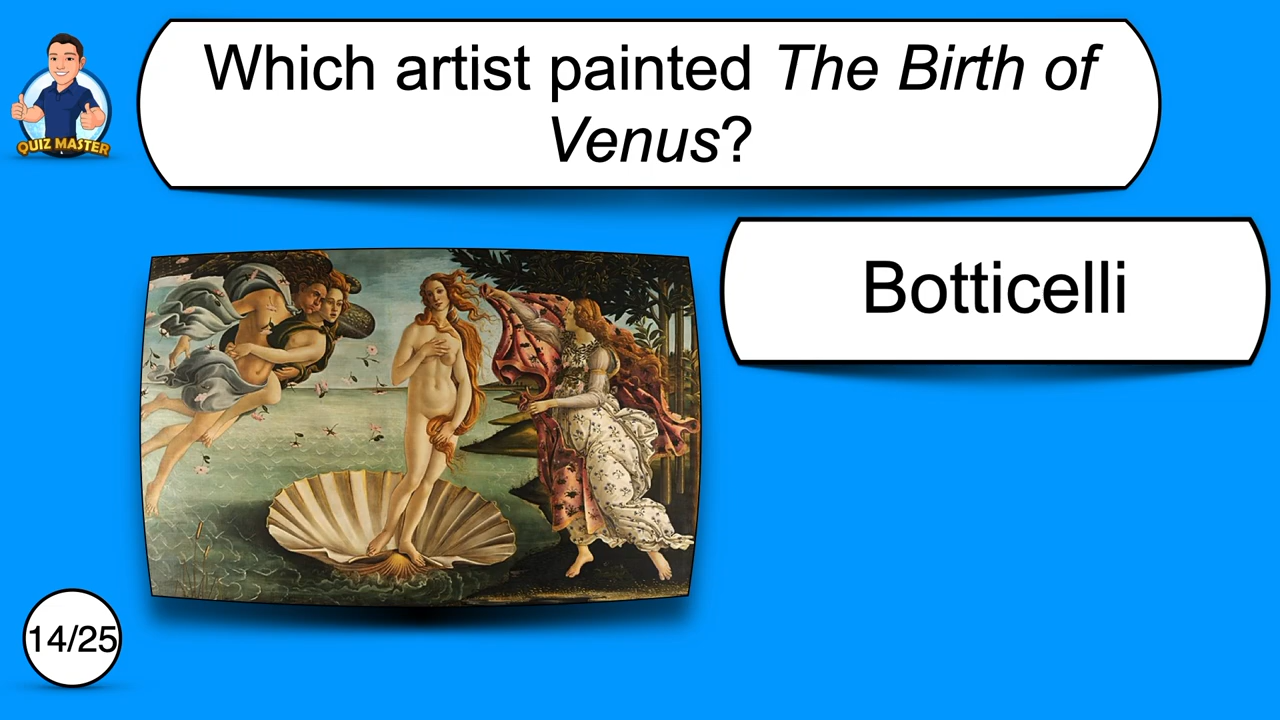 QUIZ MASTER
Which artist painted The Birth of
Venus?
Botticelli
14/25